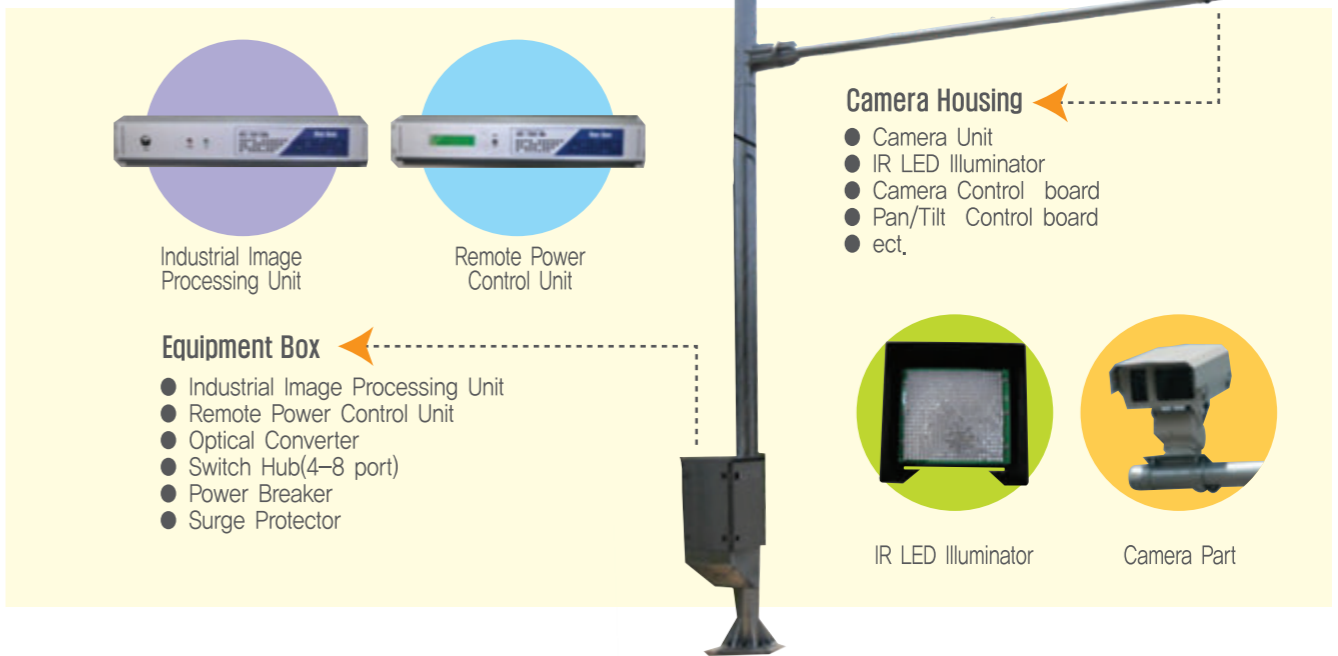 Industrial Image
Processing Unit
Remote Power
Control Unit
Equipment Box
● Industrial Image Processing Unit
● Remote Power Control Unit
● Optical Converter
● Switch Hub(4-8 port)
● Power Breaker
● Surge Protector
Camera Housing
● Camera Unit
● IR LED Illuminator
● Camera Control board
● Pan/Tilt Control board
● ect.
IR LED Illuminator
Camera Part